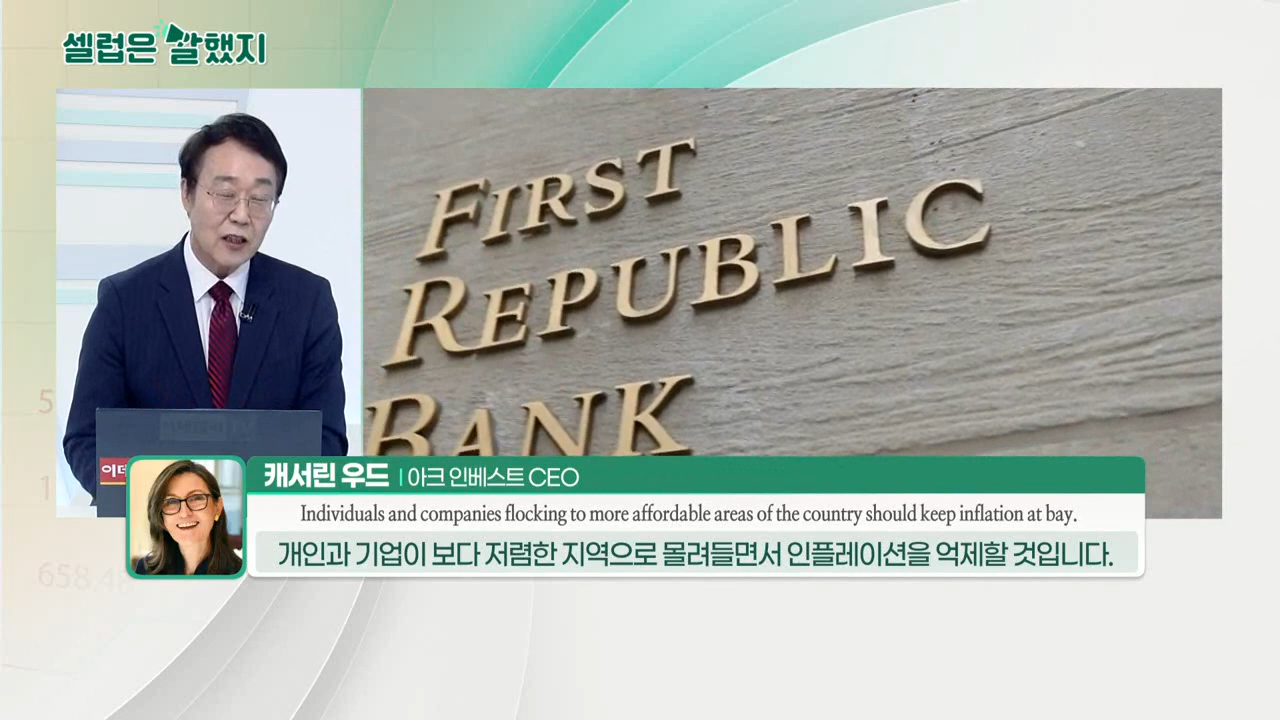 셀럽은 말했지
FIRST
REPUBLIC
BANK
이데
캐서린 우드 | 아크 인베스트 CEO
Individuals and companies flocking to more affordable areas of the country should keep inflation at bay.
개인과 기업이 보다 저렴한 지역으로 몰려들면서 인플레이션을 억제할 것입니다.